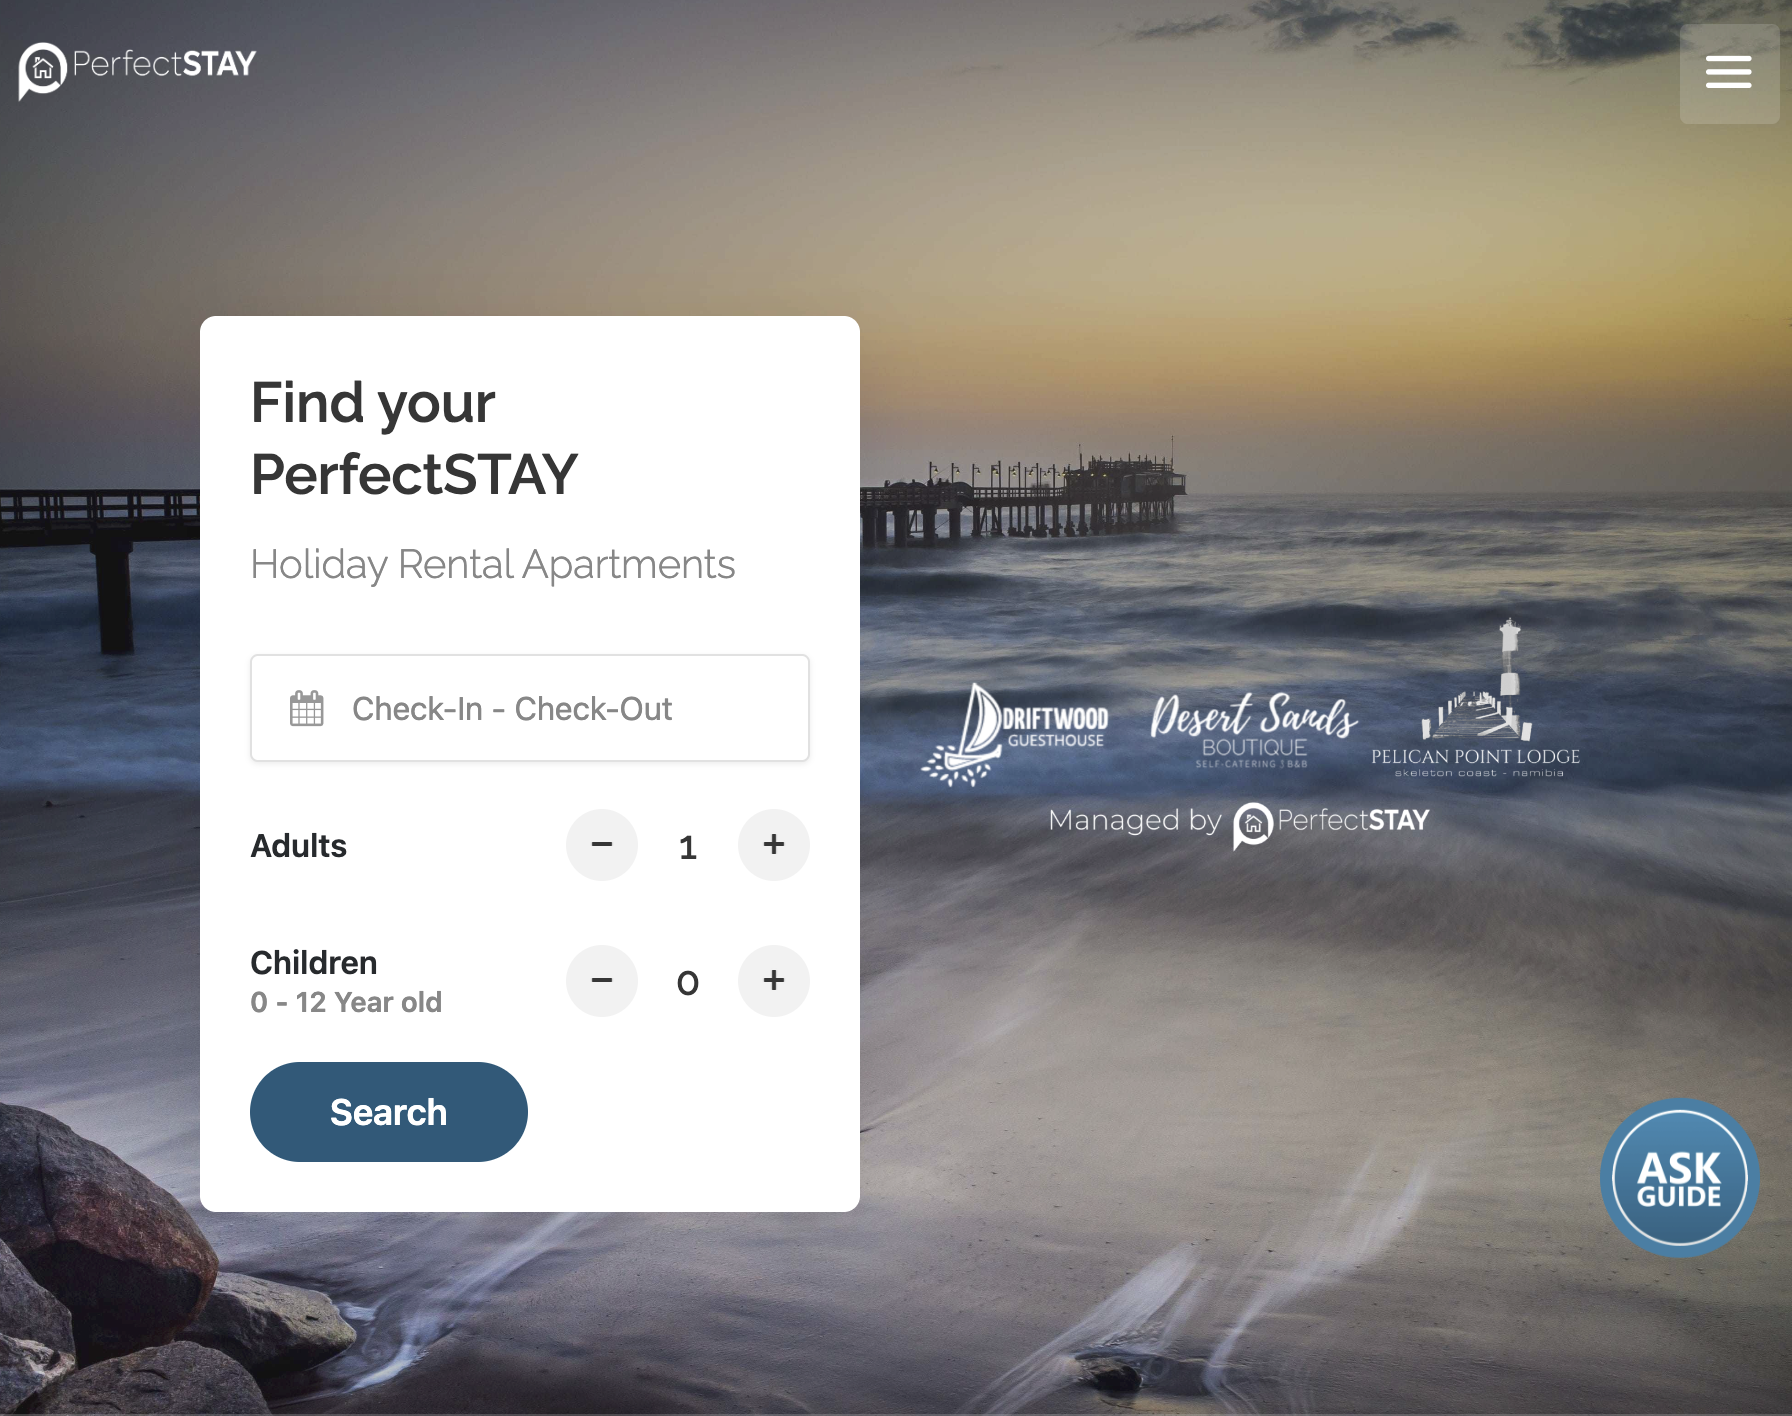 PerfectSTAY
Find your
PerfectSTAY
Holiday Rental Apartments
Check-In - Check-Out
Adults
− 1 +
Children
0 - 12 Year old
− 0 +
Search
DRIFTWOOD
GUESTHOUSE
Desert Sands
BOUTIQUE
SELF-CATERING & B&B
PELICAN POINT LODGE
skeleton coast - namibia
Managed by PerfectSTAY
ASK
GUIDE